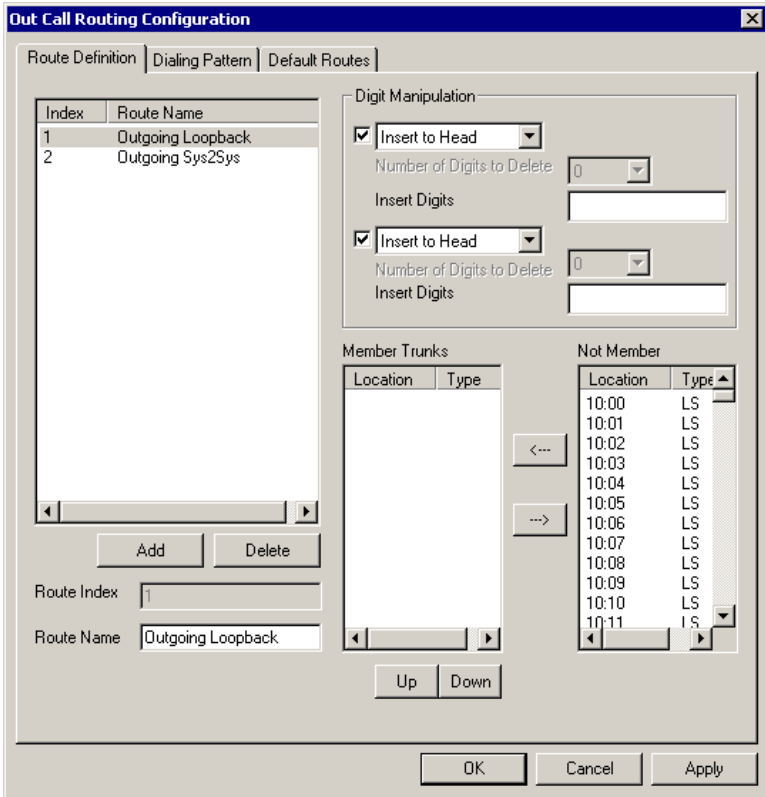 Out Call Routing Configuration
Route Definition Dialing Pattern Default Routes
Index Route Name
1 Outgoing Loopback
2 Outgoing Sys2Sys
Add Delete
Route Index 1
Route Name Outgoing Loopback
Digit Manipulation
Insert to Head
Number of Digits to Delete 0
Insert Digits
Insert to Head
Number of Digits to Delete 0
Insert Digits
Member Trunks
Location Type
<---
--->
Up Down
Not Member
Location Type
10:00 LS
10:01 LS
10:02 LS
10:03 LS
10:04 LS
10:05 LS
10:06 LS
10:07 LS
10:08 LS
10:09 LS
10:10 LS
10:11 LS
OK Cancel Apply